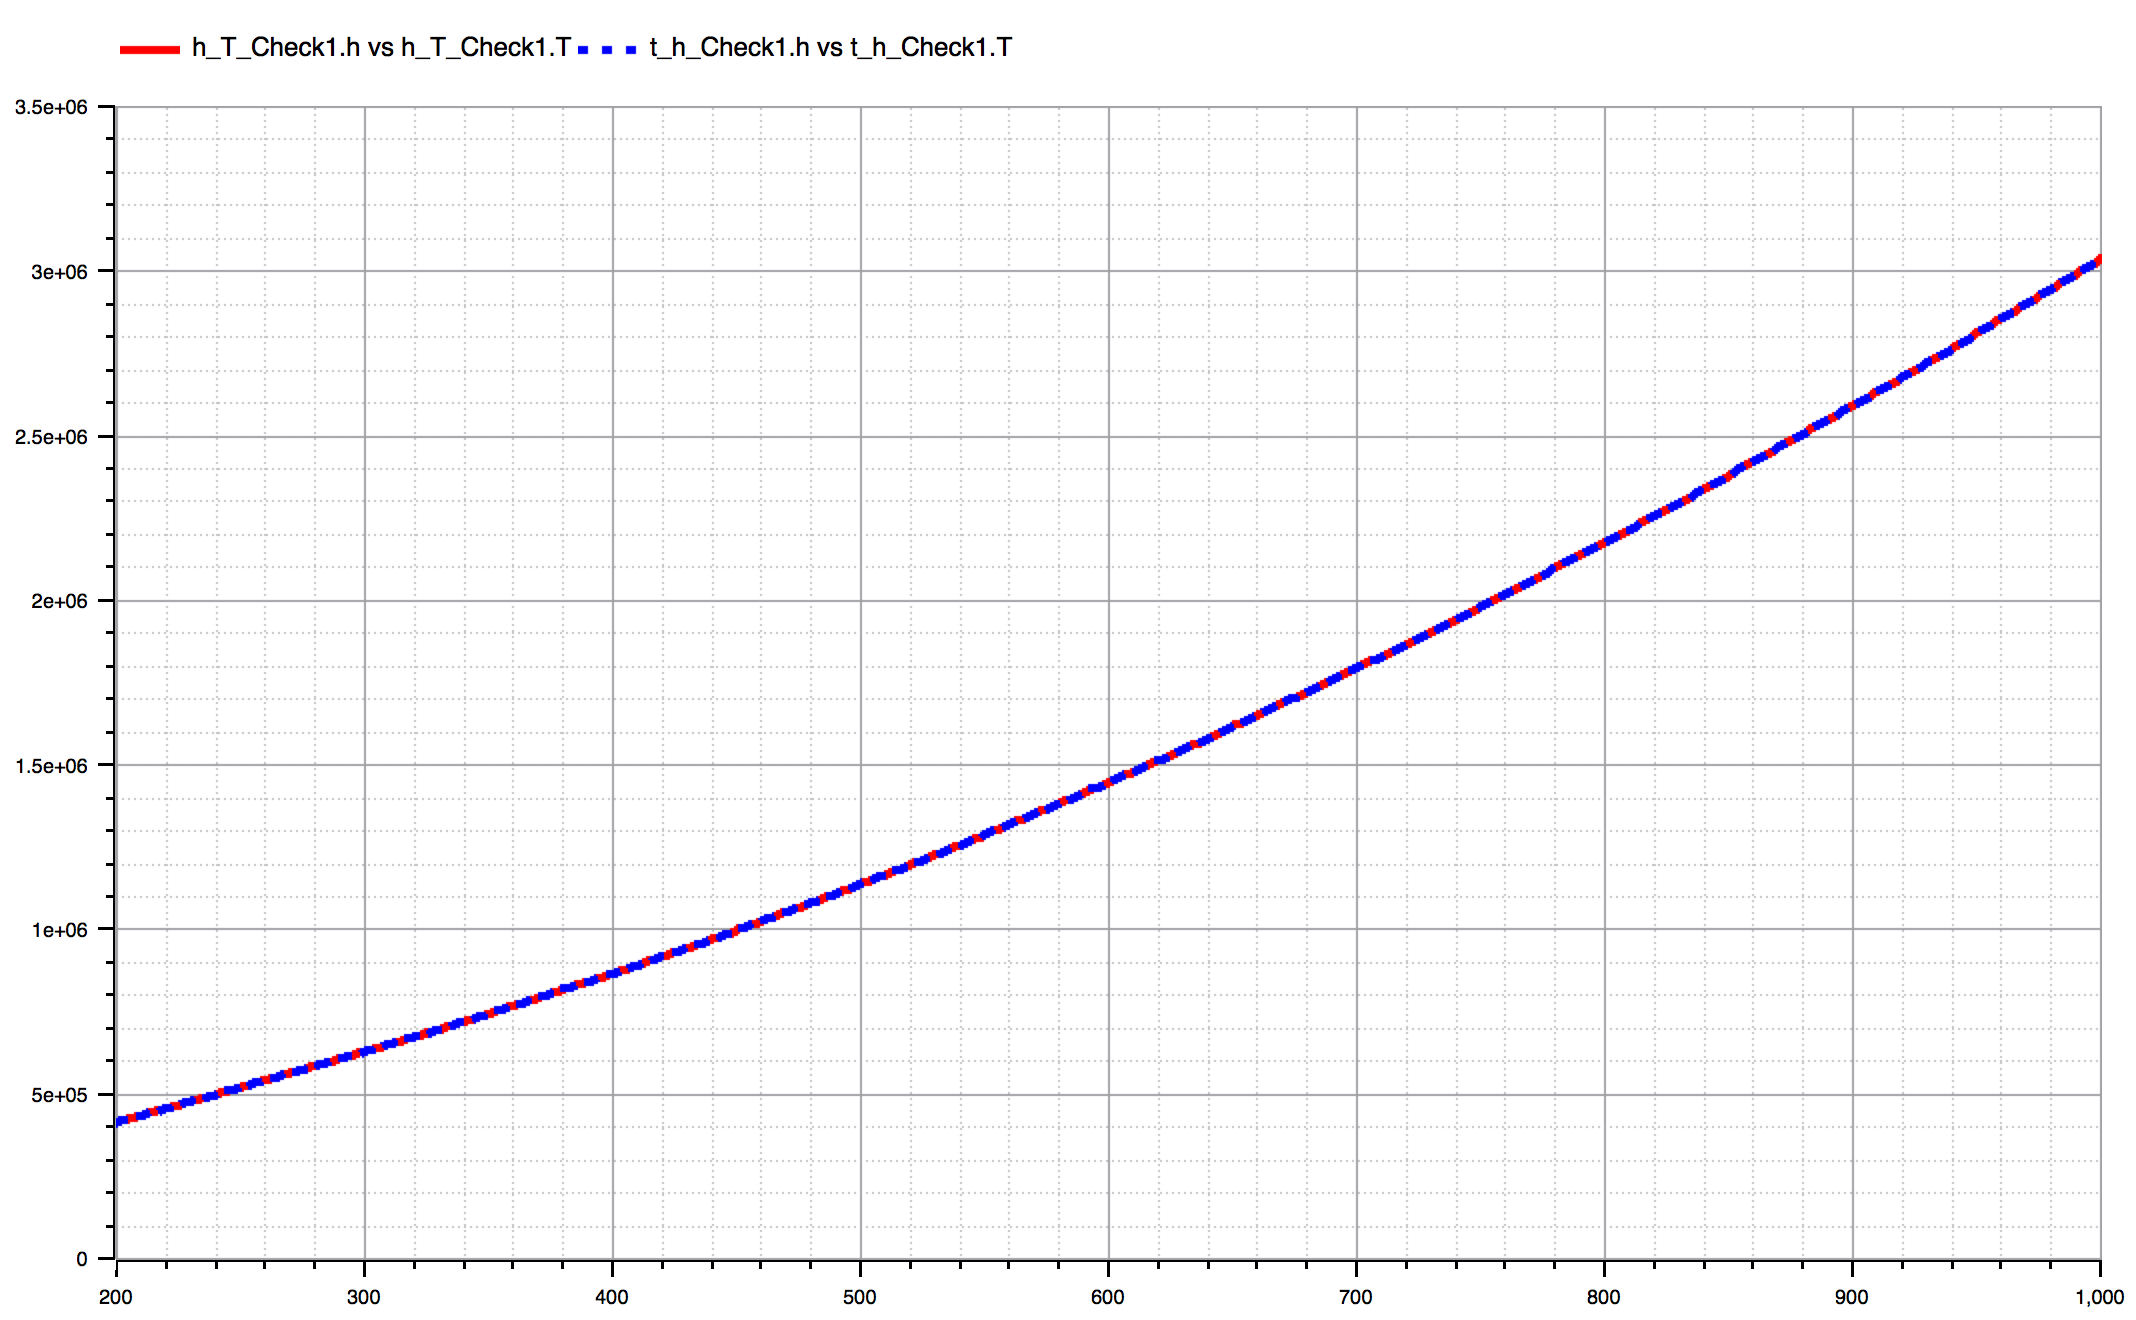 h_T_Check1.h vs h_T_Check1.T t_h_Check1.h vs t_h_Check1.T
3.5e+06
3e+06
2.5e+06
2e+06
1.5e+06
1e+06
5e+05
0
200 300 400 500 600 700 800 900 1,000